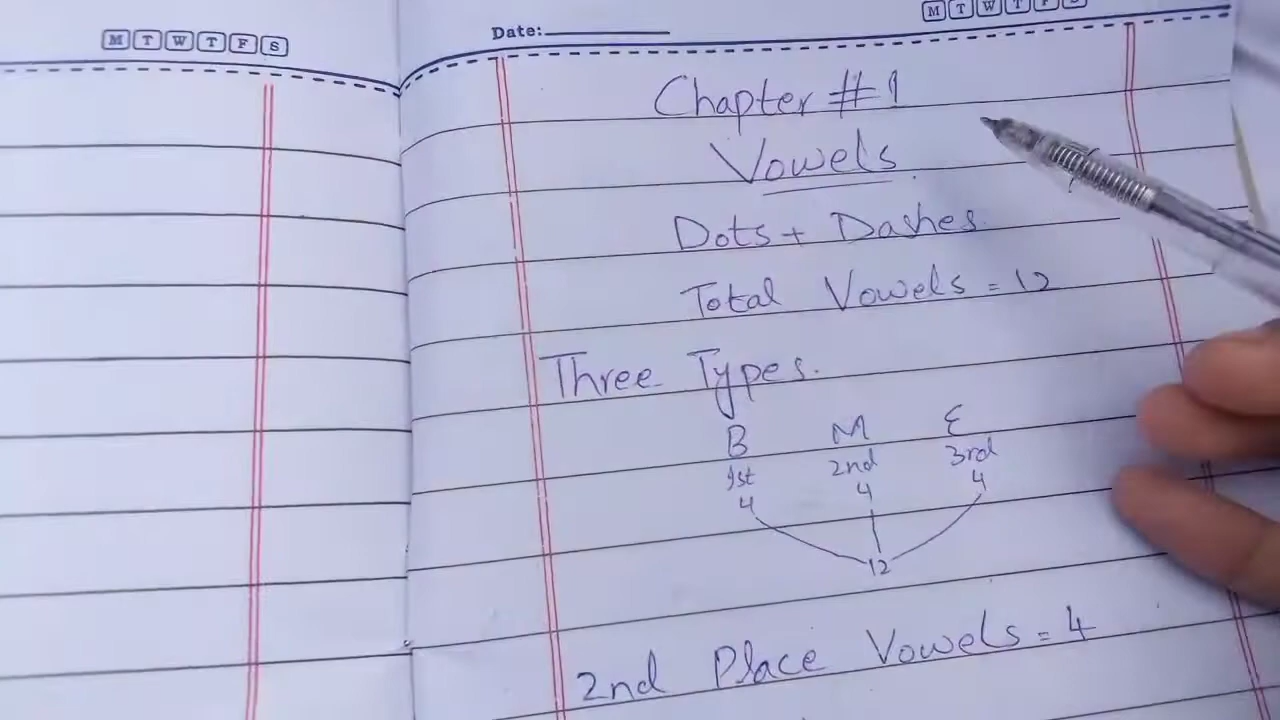 M T W T F S
Date:
M T W T F S
Chapter # 1
Vowels.
Dots + Dashes.
Total Vowels = 12
Three Types.
B M E
1st 2nd 3rd
4 4 4
12
2nd Place Vowels = 4